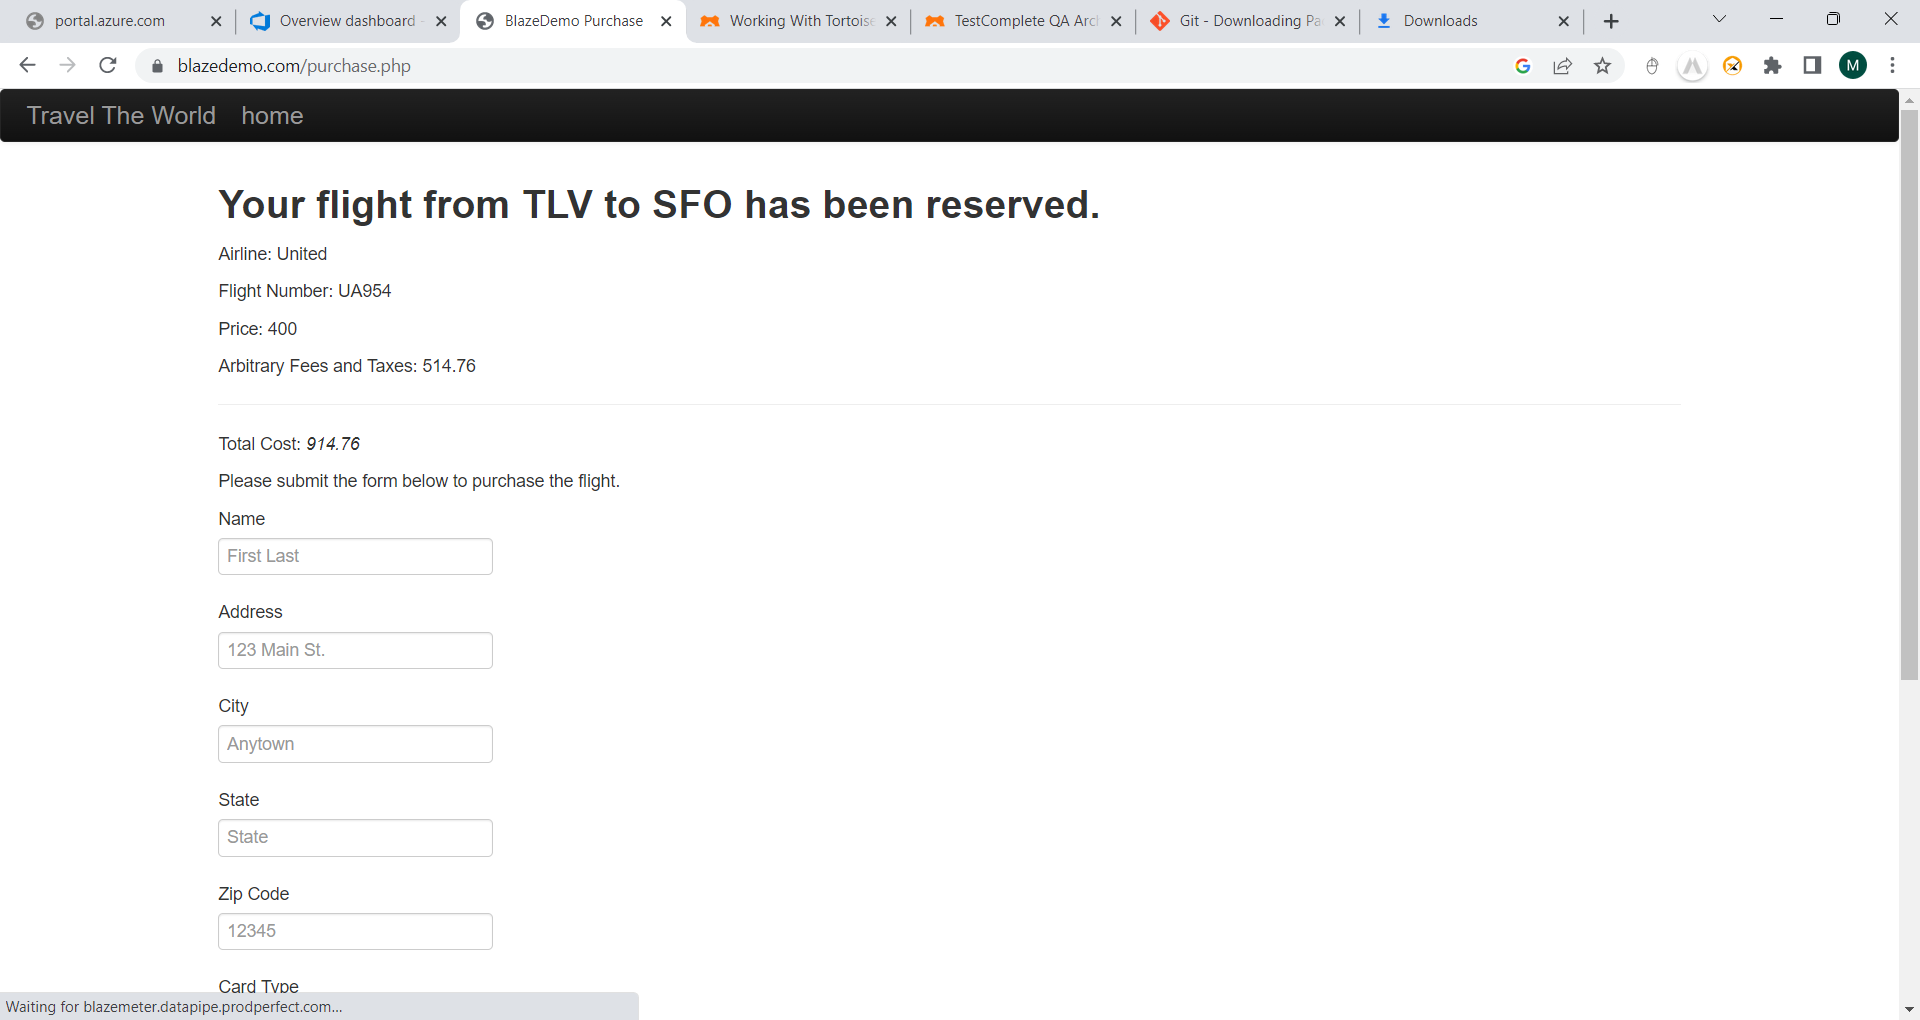 portal.azure.com
Overview dashboard
BlazeDemo Purchase
Working With Tortoise
TestComplete QA Arc
Git - Downloading Pa
Downloads
blazedemo.com/purchase.php
M
Travel The World home
Your flight from TLV to SFO has been reserved.
Airline: United
Flight Number: UA954
Price: 400
Arbitrary Fees and Taxes: 514.76
Total Cost: 914.76
Please submit the form below to purchase the flight.
Name
First Last
Address
123 Main St.
City
Anytown
State
State
Zip Code
12345
Card Type
Waiting for blazemeter.datapipe.prodperfect.com...